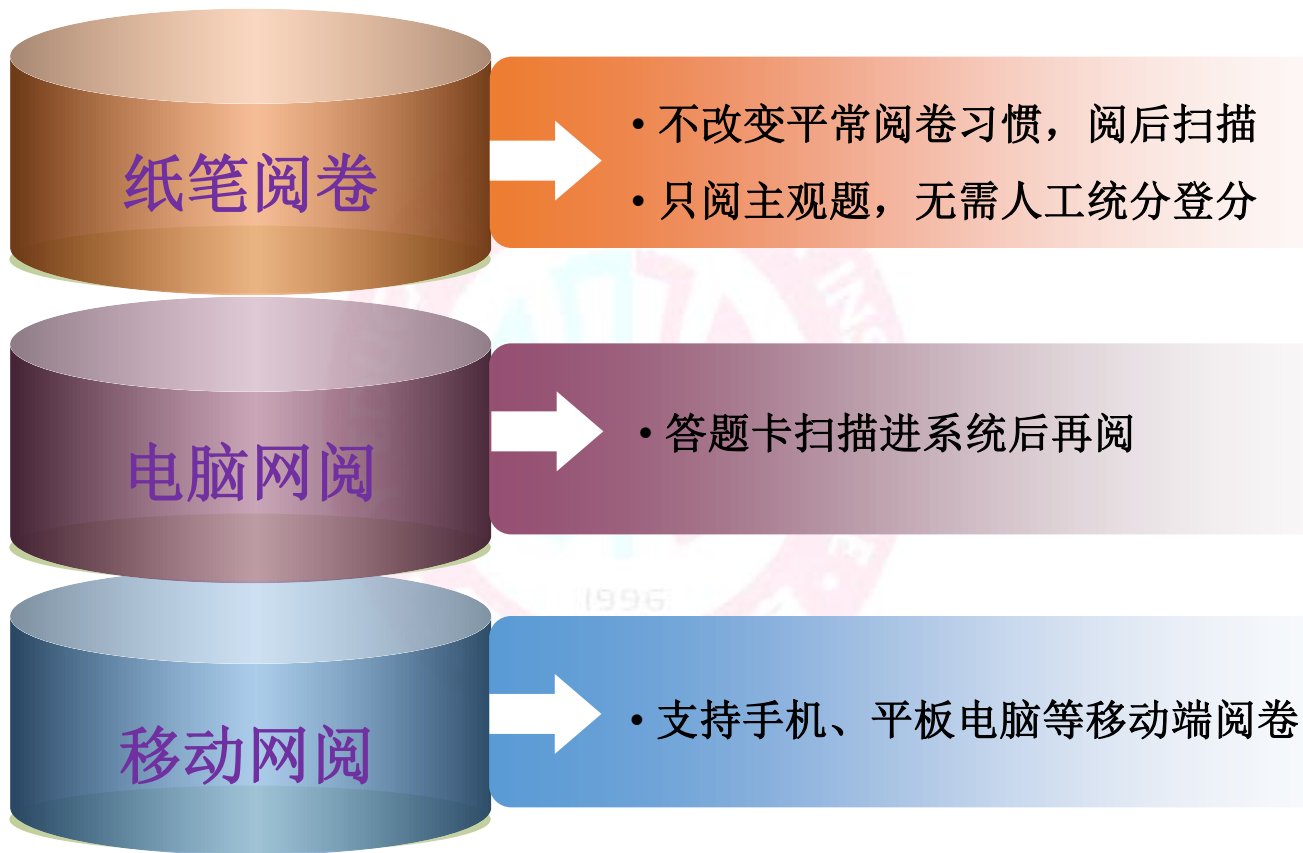 纸笔阅卷
• 不改变平常阅卷习惯，阅后扫描
• 只阅主观题，无需人工统分登分
电脑网阅
• 答题卡扫描进系统后再阅
1996
移动网阅
• 支持手机、平板电脑等移动端阅卷